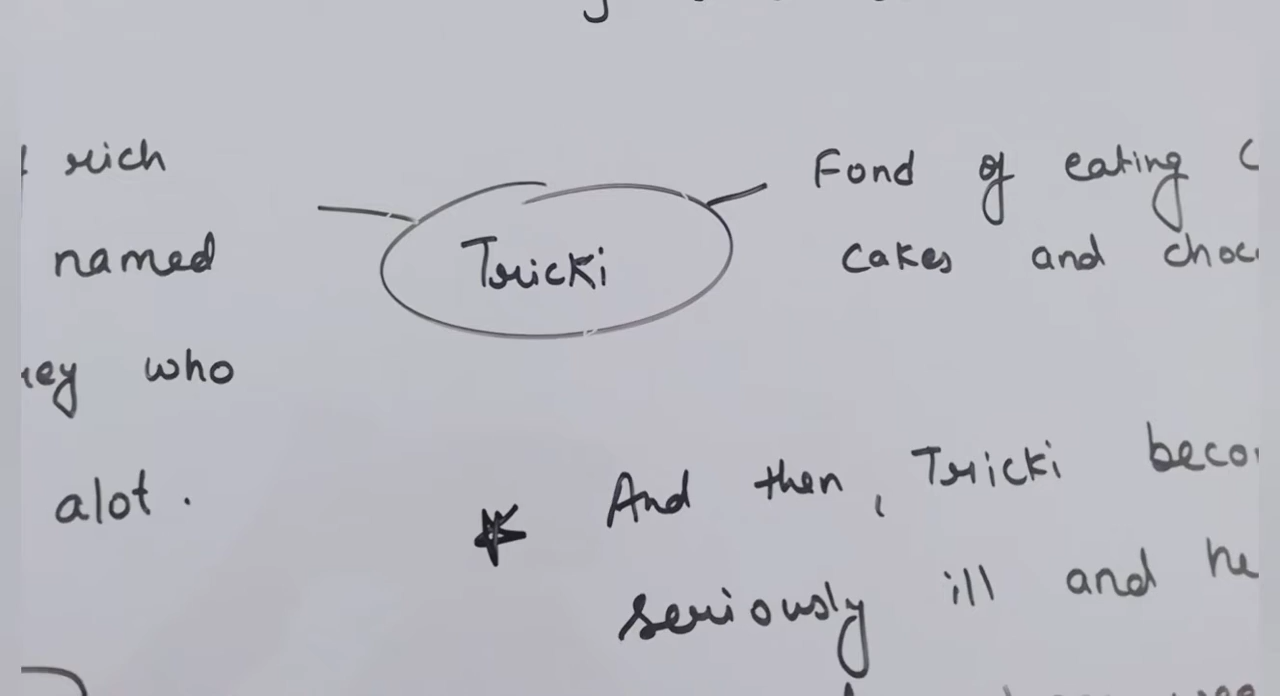 rich
named
who
alot.
Tricki
Fond of eating
cakes and
And then, Tricki
seriously ill and